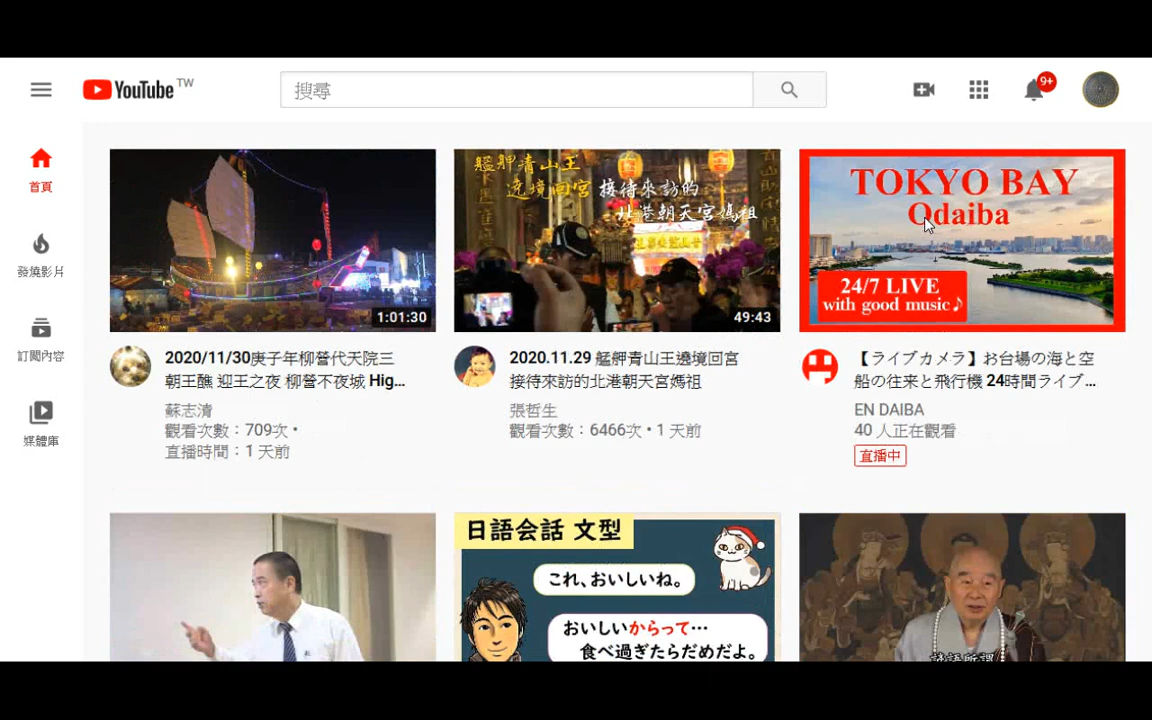 YouTube TW
搜尋
9+
首頁
發燒影片
訂閱內容
媒體庫
1:01:30
2020/11/30庚子年柳營代天院三
朝王醮 迎王之夜 柳營不夜城 Hig...
蘇志清
觀看次數：709次 •
直播時間：1 天前
艋舺青山王
遶境回宮
接待來訪的
北港朝天宮媽祖
49:43
2020.11.29 艋舺青山王遶境回宮
接待來訪的北港朝天宮媽祖
張哲生
觀看次數：6466次 • 1 天前
TOKYO BAY
Odaiba
24/7 LIVE
with good music♪
【ライブカメラ】お台場の海と空
船の往来と飛行機 24時間ライブ...
EN DAIBA
40 人正在觀看
直播中
日語会話 文型
これ、おいしいね。
おいしいからって…
食べ過ぎたらだめだよ。